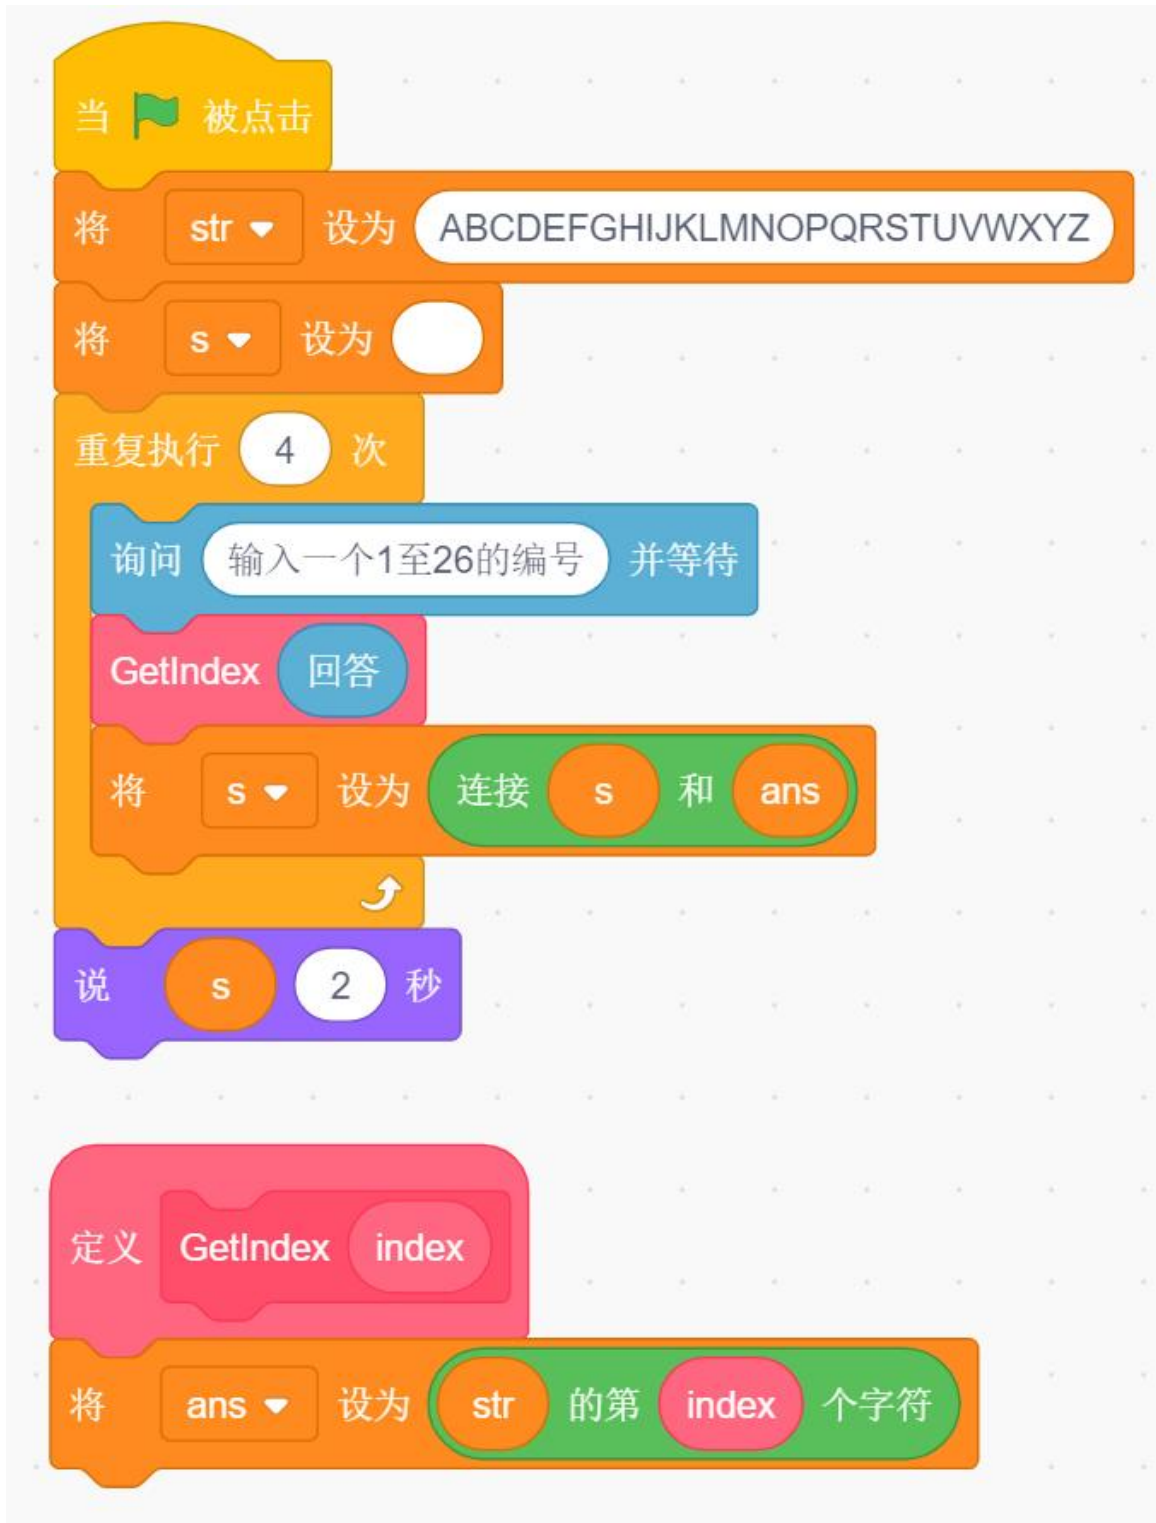 当 被点击
将 str 设为 ABCDEFGHIJKLMNOPQRSTUVWXYZ
将 s 设为
重复执行 4 次
询问 输入一个1至26的编号 并等待
GetIndex 回答
将 s 设为 连接 s 和 ans
说 s 2 秒
定义 GetIndex index
将 ans 设为 str 的第 index 个字符